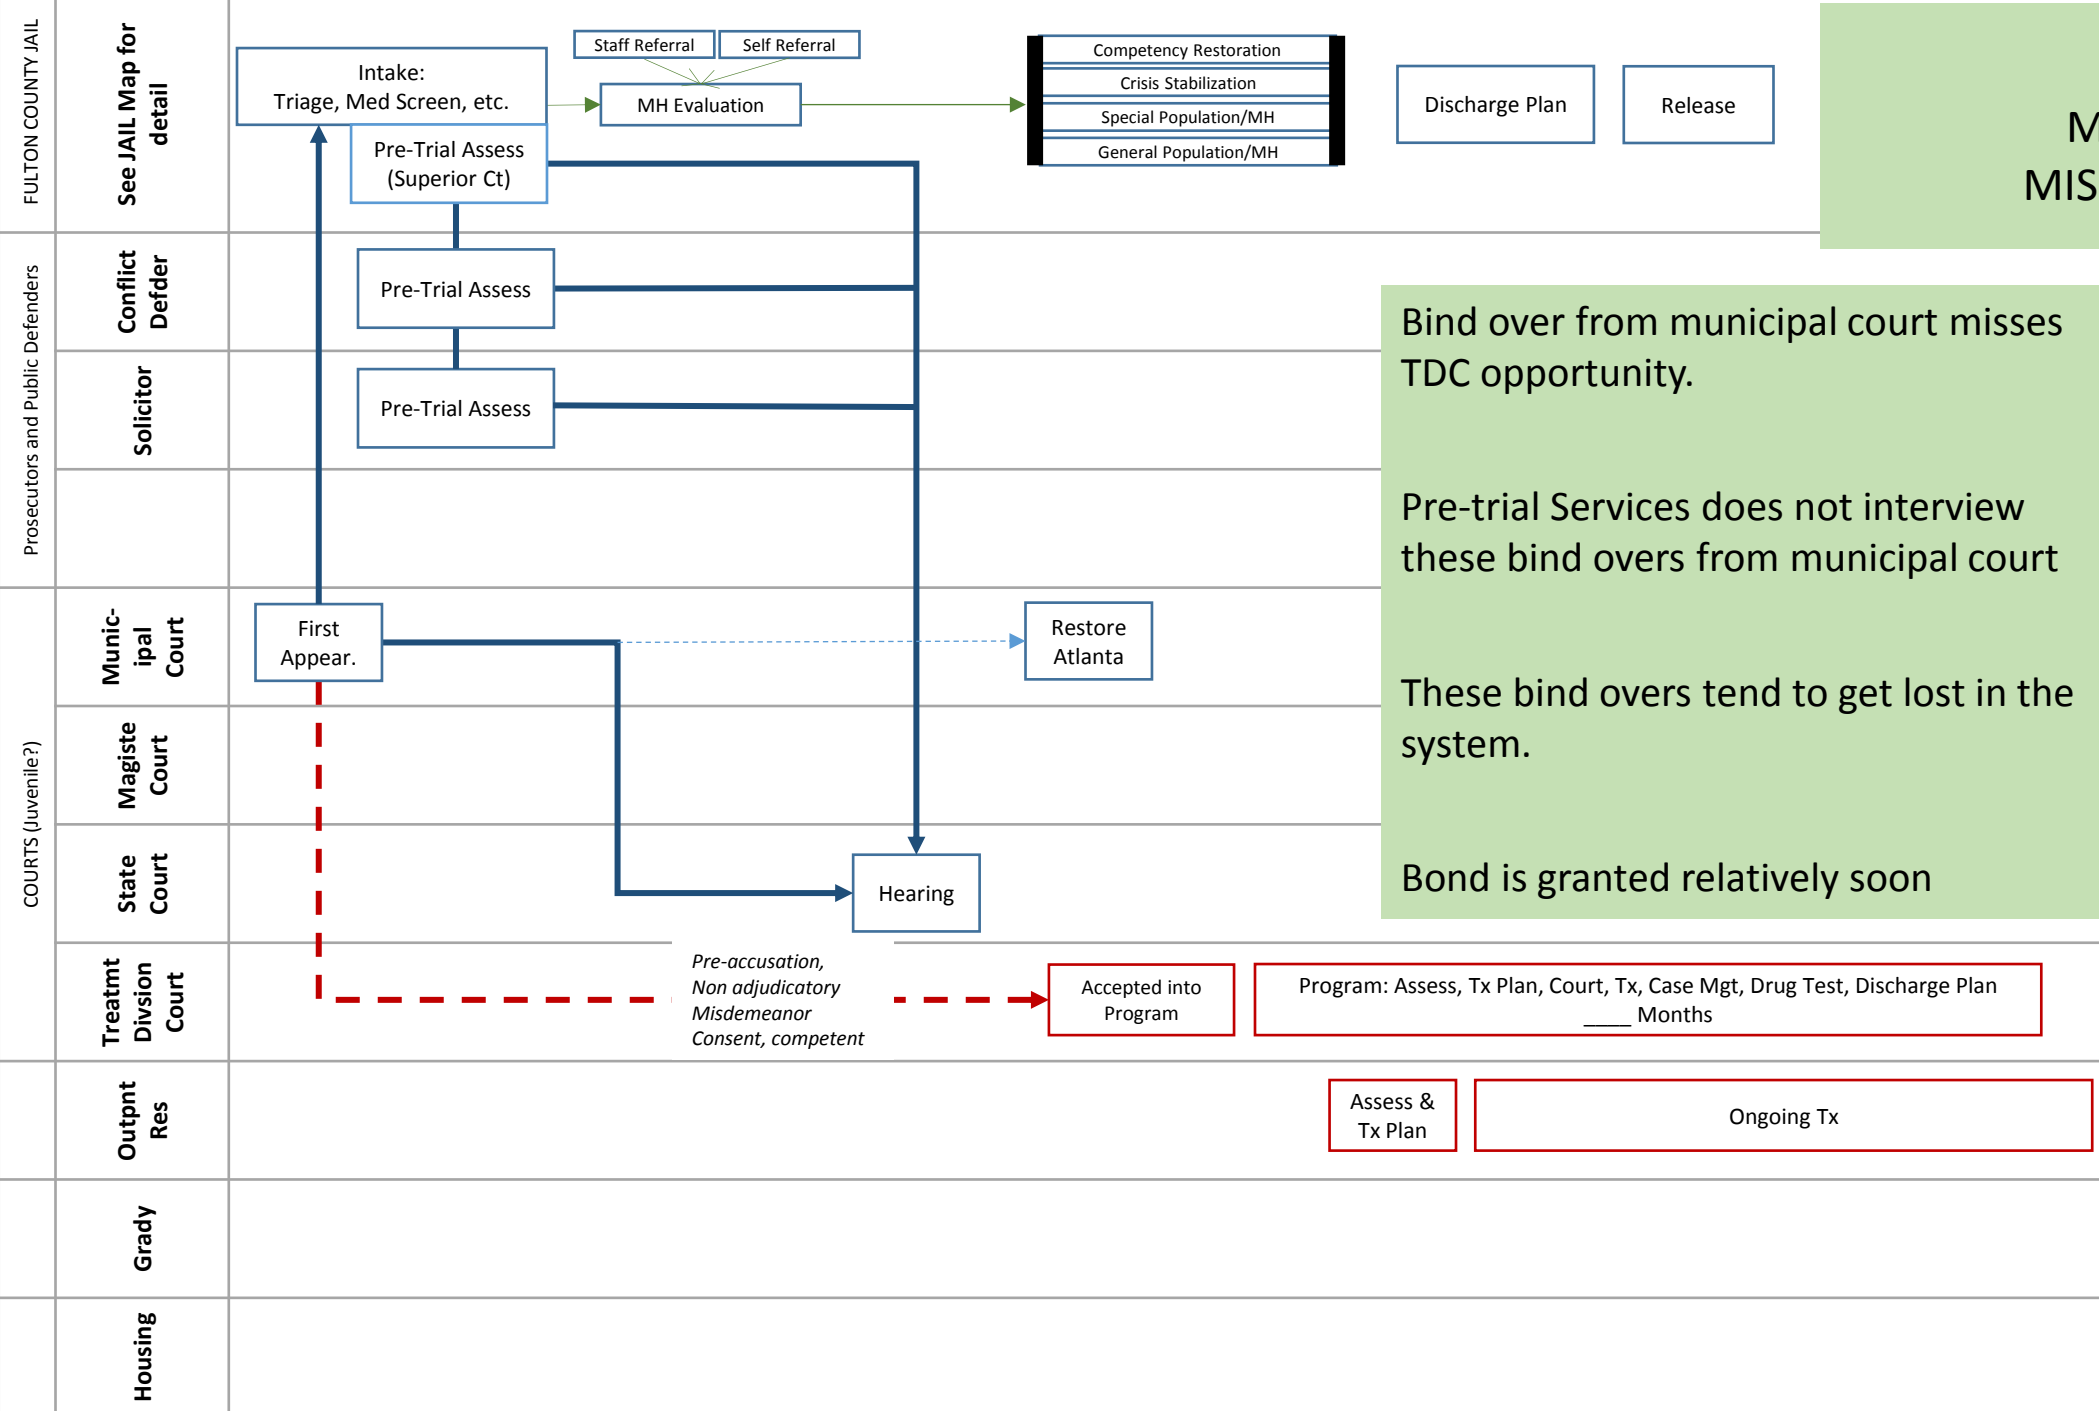 FULTON COUNTY JAIL
See JAIL Map for
detail
Intake:
Triage, Med Screen, etc.
Staff Referral
Self Referral
MH Evaluation
Pre-Trial Assess
(Superior Ct)
Competency Restoration
Crisis Stabilization
Special Population/MH
General Population/MH
Discharge Plan
Release
M
MIS
Prosecutors and Public Defenders
Conflict
Defder
Pre-Trial Assess
Solicitor
Pre-Trial Assess
Bind over from municipal court misses
TDC opportunity.
Pre-trial Services does not interview
these bind overs from municipal court
These bind overs tend to get lost in the
system.
Bond is granted relatively soon
COURTS (Juvenile?)
Munic-
ipal
Court
First
Appear.
Restore
Atlanta
Magiste
Court
State
Court
Hearing
Treatmt
Divsion
Court
Pre-accusation,
Non adjudicatory
Misdemeanor
Consent, competent
Accepted into
Program
Program: Assess, Tx Plan, Court, Tx, Case Mgt, Drug Test, Discharge Plan
____ Months
Outpnt
Res
Assess &
Tx Plan
Ongoing Tx
Grady
Housing